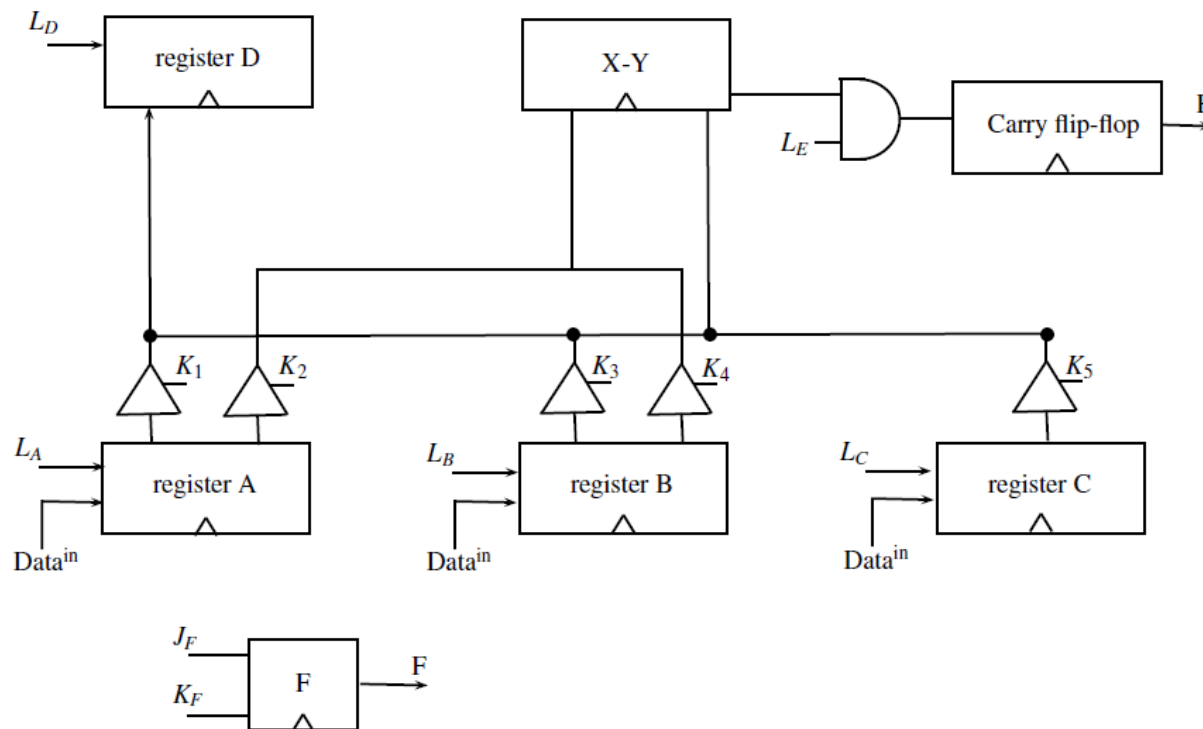 L_D
register D
X-Y
L_E
Carry flip-flop
K_1
K_2
K_3
K_4
K_5
L_A
register A
Data^in
L_B
register B
Data^in
L_C
register C
Data^in
J_F
K_F
F
F